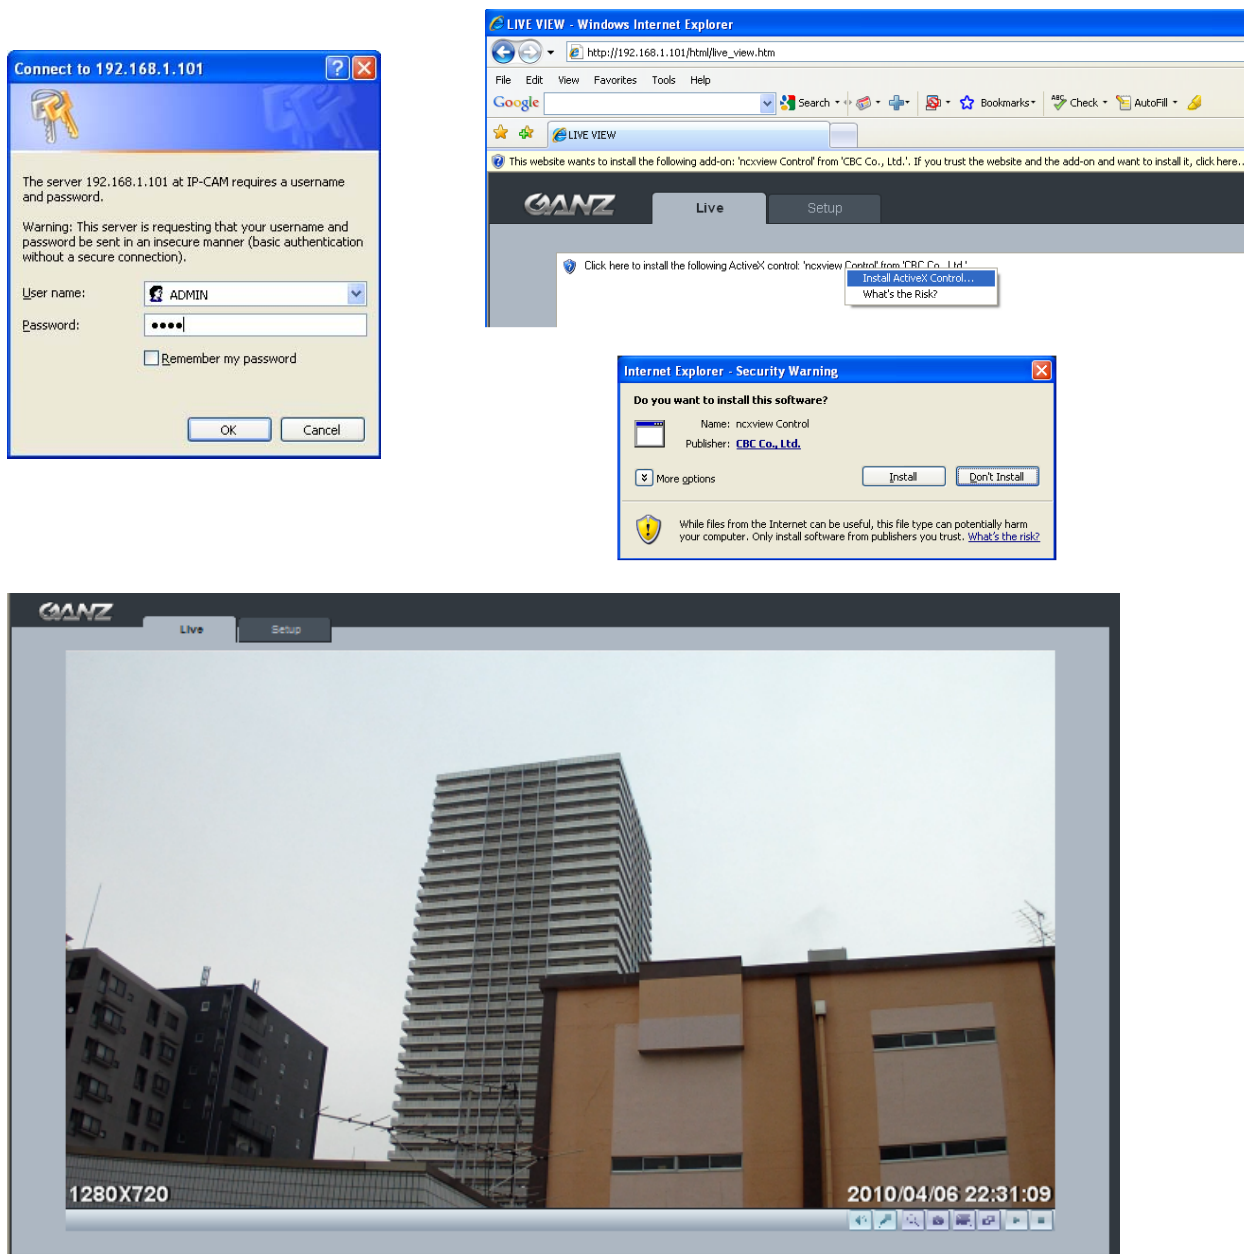 Connect to 192.168.1.101
The server 192.168.1.101 at IP-CAM requires a username
and password.
Warning: This server is requesting that your username and
password be sent in an insecure manner (basic authentication
without a secure connection).
User name:
ADMIN
Password:
Remember my password
OK
Cancel
LIVE VIEW - Windows Internet Explorer
http://192.168.1.101/html/live_view.htm
File Edit View Favorites Tools Help
Google
Search
Bookmarks
ABC
Check
AutoFill
LIVE VIEW
This website wants to install the following add-on: 'ncxview Control' from 'CBC Co., Ltd.'. If you trust the website and the add-on and want to install it, click here...
GANZ
Live
Setup
Click here to install the following ActiveX control: 'ncxview Control' from 'CBC Co., Ltd.'
Install ActiveX Control...
What's the Risk?
Internet Explorer - Security Warning
Do you want to install this software?
Name: ncxview Control
Publisher: CBC Co., Ltd.
More options
Install
Don't Install
While files from the Internet can be useful, this file type can potentially harm
your computer. Only install software from publishers you trust. What's the risk?
GANZ
Live
Setup
1280X720
2010/04/06 22:31:09